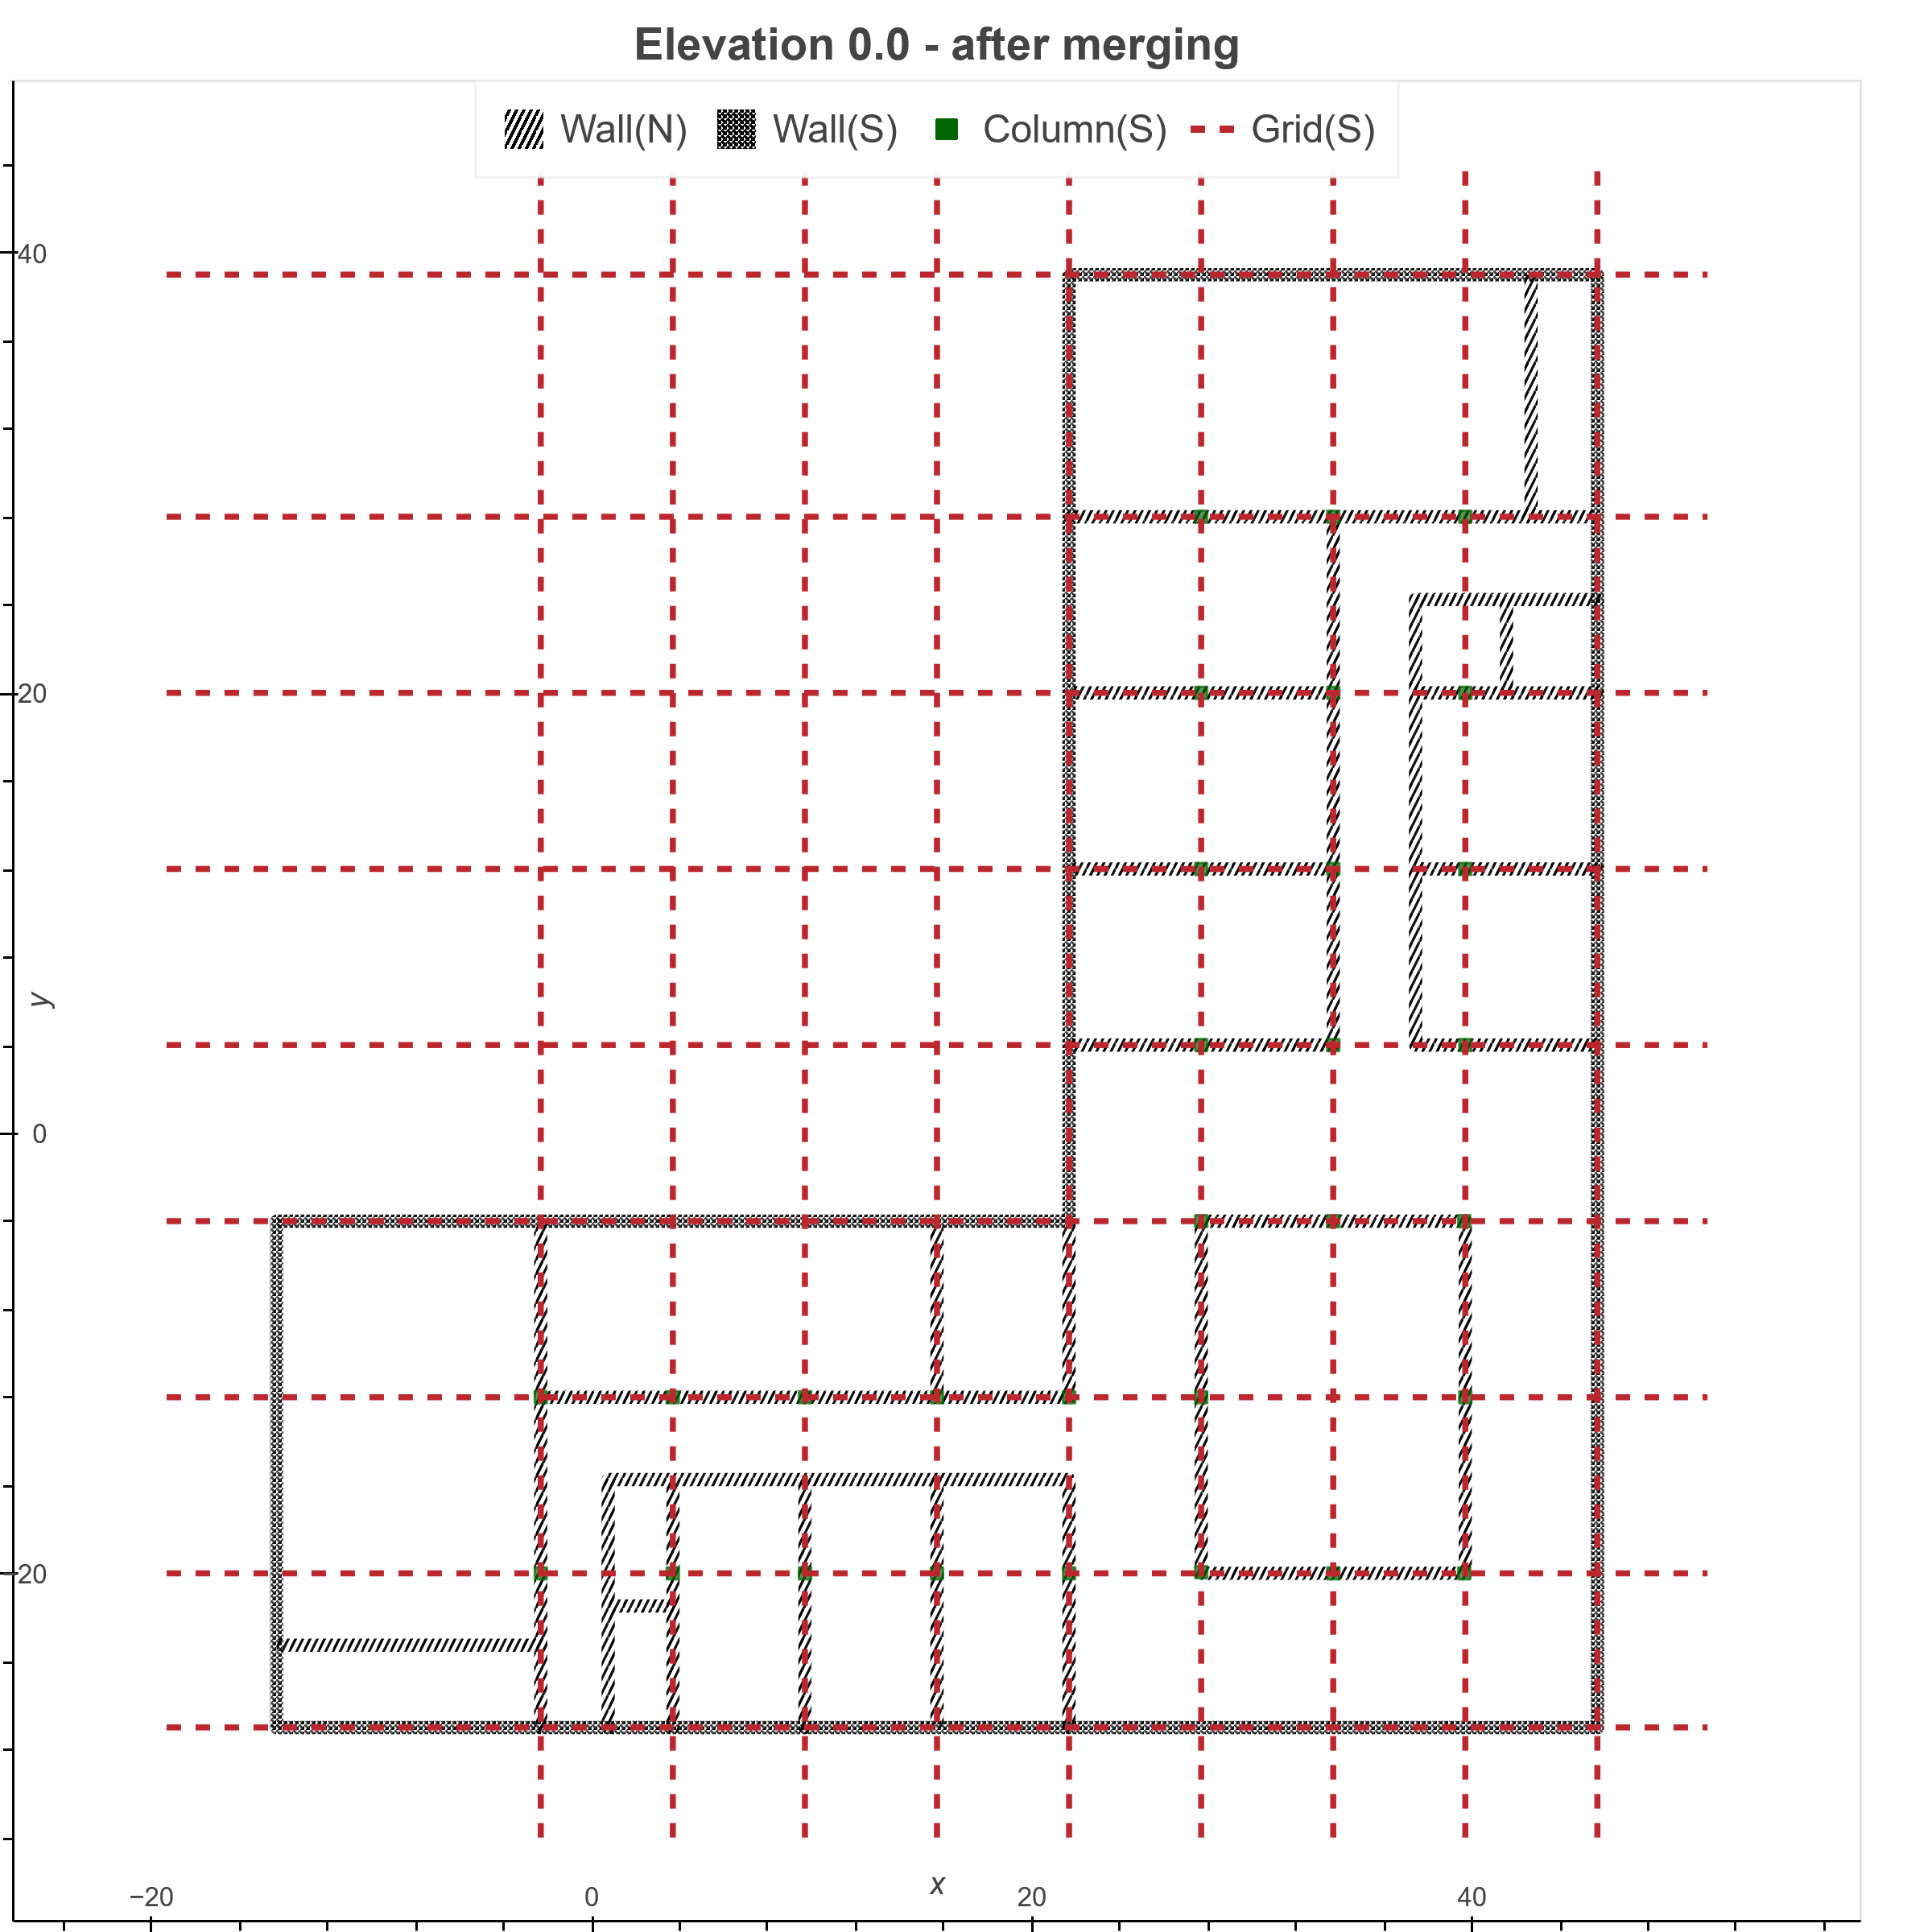 Elevation 0.0 - after merging
Wall(N) Wall(S) Column(S) Grid(S)
40
20
0
−20
y
−20 0 20 40
x